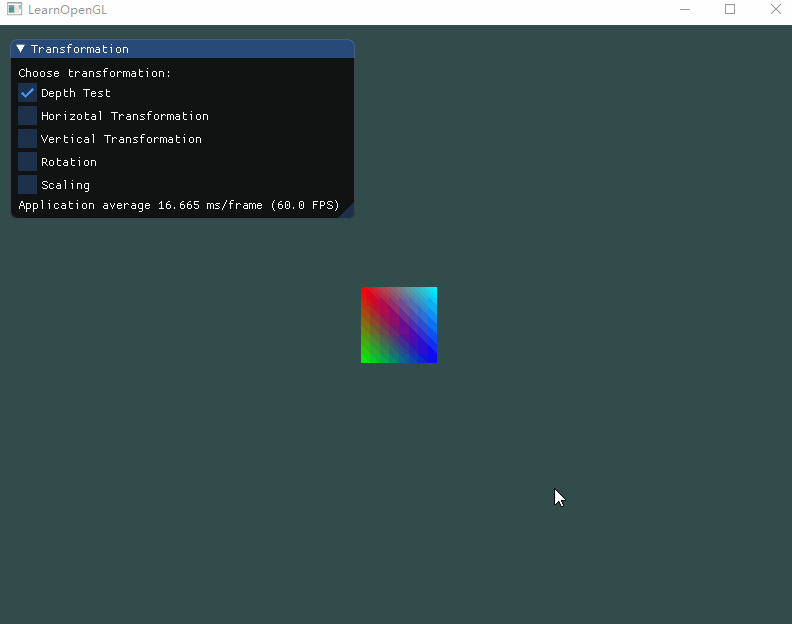 LearnOpenGL
Transformation
Choose transformation:
Depth Test
Horizotal Transformation
Vertical Transformation
Rotation
Scaling
Application average 16.665 ms/frame (60.0 FPS)